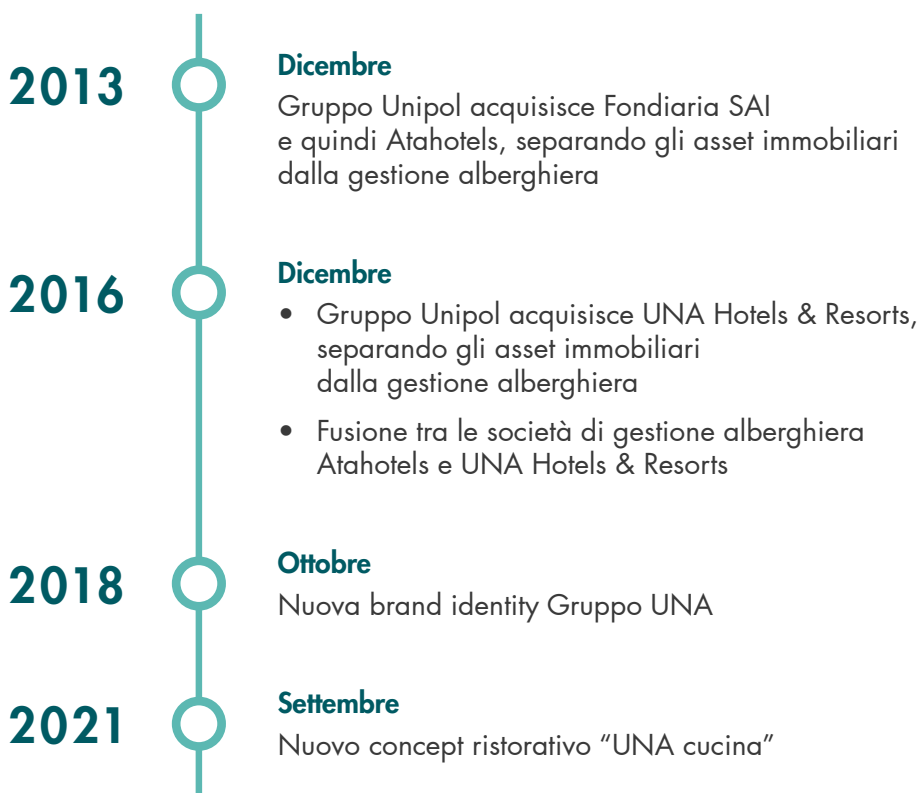 2013
Dicembre
Gruppo Unipol acquisisce Fondiaria SAI
e quindi Atahotels, separando gli asset immobiliari
dalla gestione alberghiera
2016
Dicembre
• Gruppo Unipol acquisisce UNA Hotels & Resorts,
separando gli asset immobiliari
dalla gestione alberghiera
• Fusione tra le società di gestione alberghiera
Atahotels e UNA Hotels & Resorts
2018
Ottobre
Nuova brand identity Gruppo UNA
2021
Settembre
Nuovo concept ristorativo “UNA cucina”